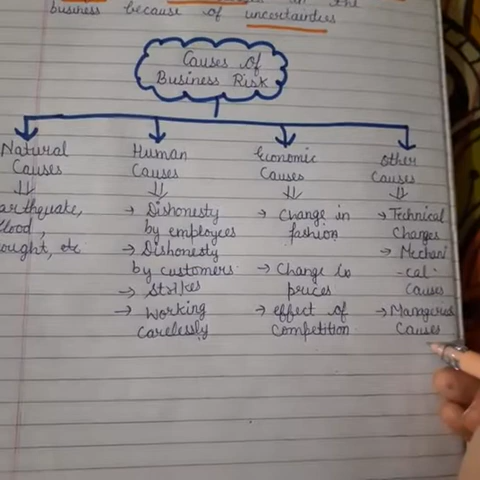 business because of uncertainties
Causes of
Business Risk
Natural
Causes
arthquake,
lood,
ought, etc
Human
Causes
→ Dishonesty
by employees
→ Dishonesty
by customers
→ Strikes
→ Working
carelessly
Economic
Causes
→ Change in
fashion
→ Change in
prices
→ effect of
competition
Other
Causes
→ Technical
Changes
→ Mechani
-cal
Causes
→ Managerial
Causes